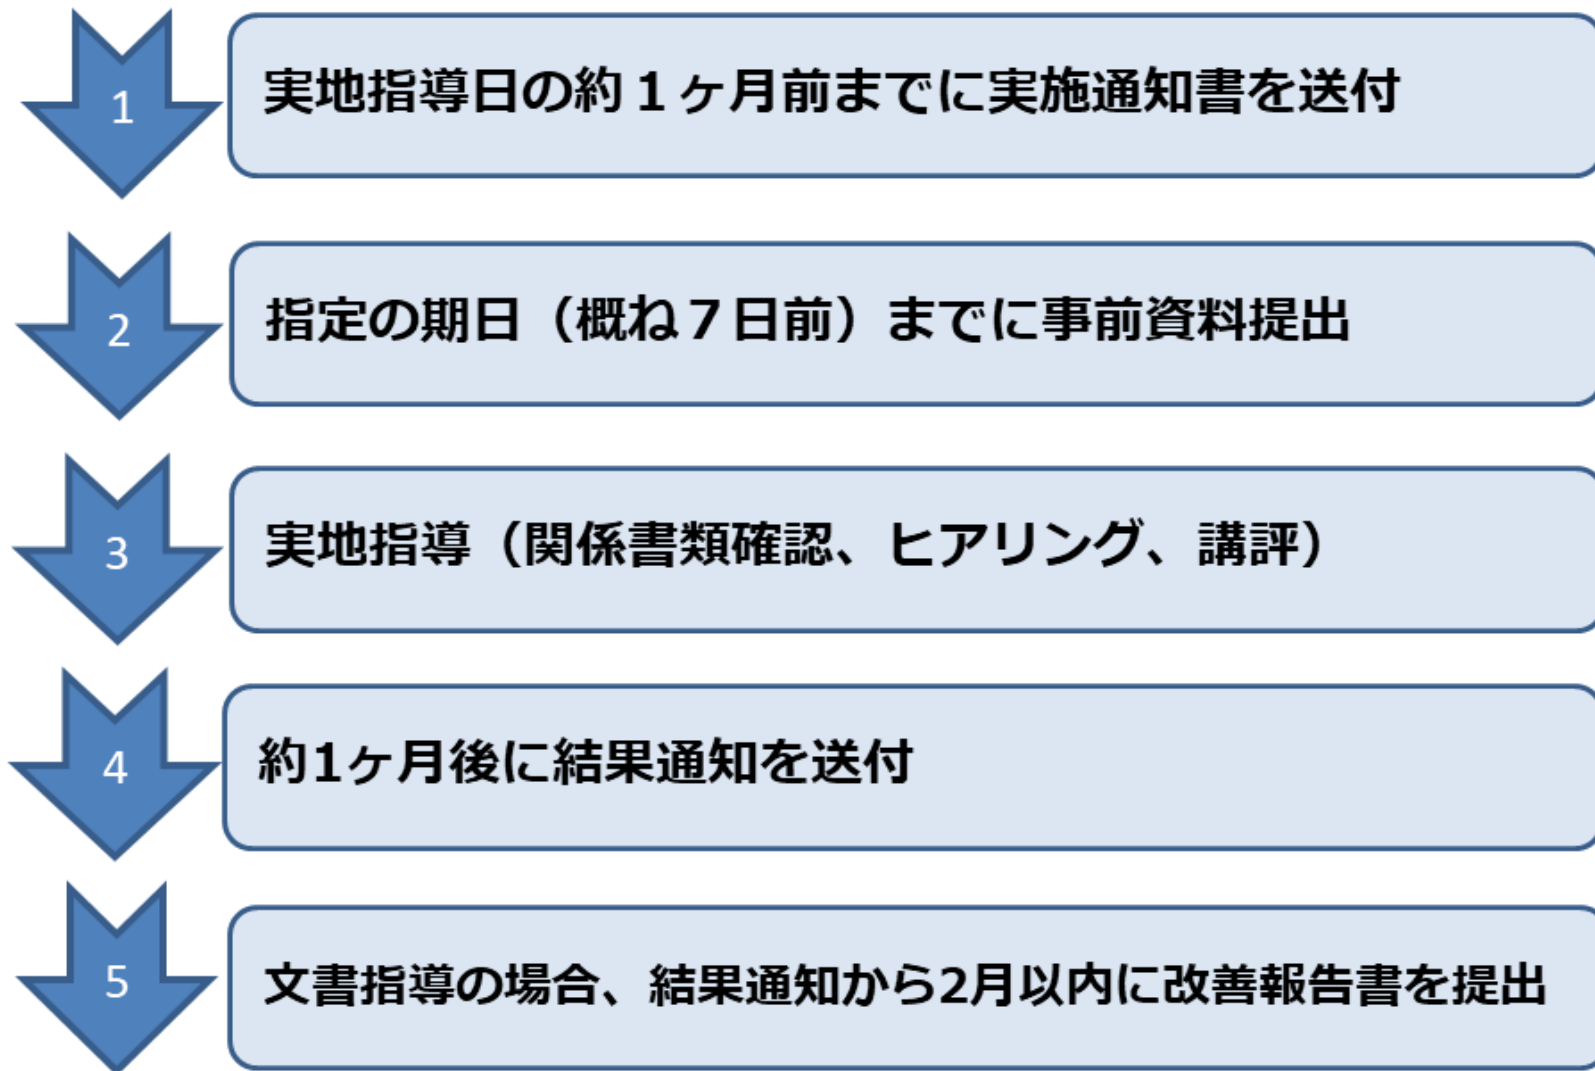 1
実地指導日の約１ヶ月前までに実施通知書を送付
2
指定の期日（概ね７日前）までに事前資料提出
3
実地指導（関係書類確認、ヒアリング、講評）
4
約1ヶ月後に結果通知を送付
5
文書指導の場合、結果通知から2月以内に改善報告書を提出